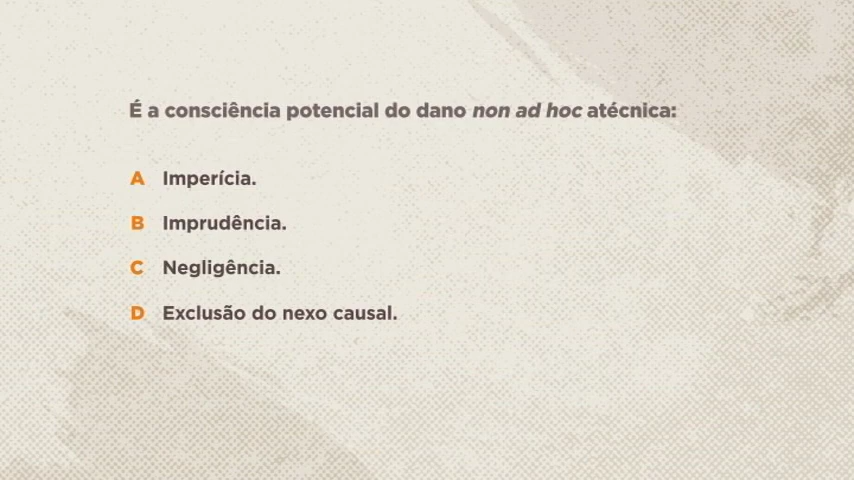 É a consciência potencial do dano non ad hoc atécnica:
A Imperícia.
B Imprudência.
C Negligência.
D Exclusão do nexo causal.